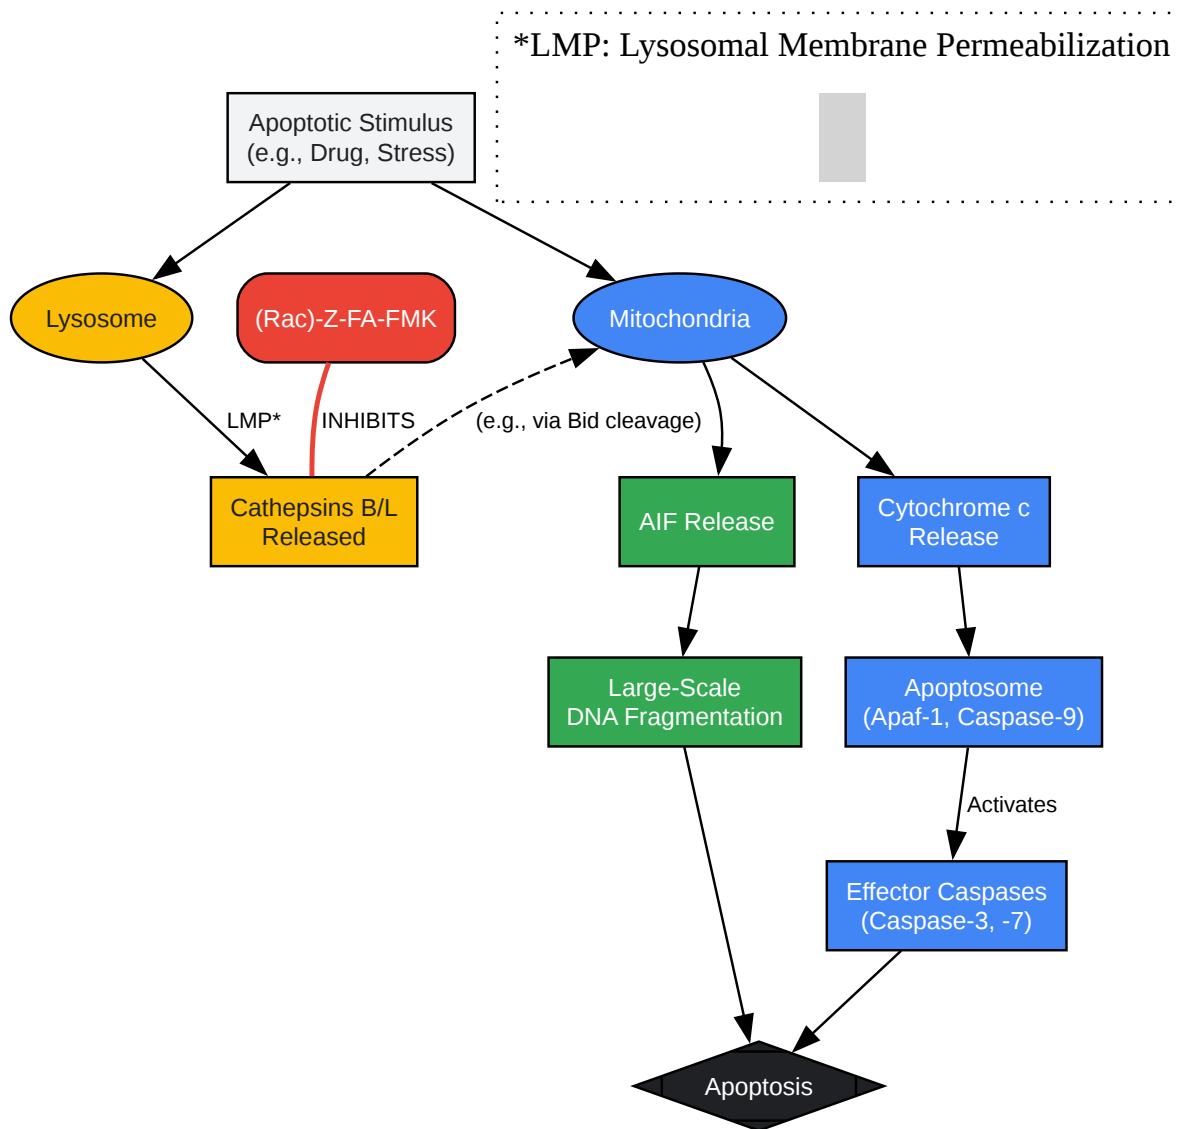 *LMP: Lysosomal Membrane Permeabilization
Apoptotic Stimulus
(e.g., Drug, Stress)
Lysosome
(Rac)-Z-FA-FMK
Mitochondria
LMP*
INHIBITS
(e.g., via Bid cleavage)
Cathepsins B/L
Released
AIF Release
Cytochrome c
Release
Large-Scale
DNA Fragmentation
Apoptosome
(Apaf-1, Caspase-9)
Activates
Effector Caspases
(Caspase-3, -7)
Apoptosis